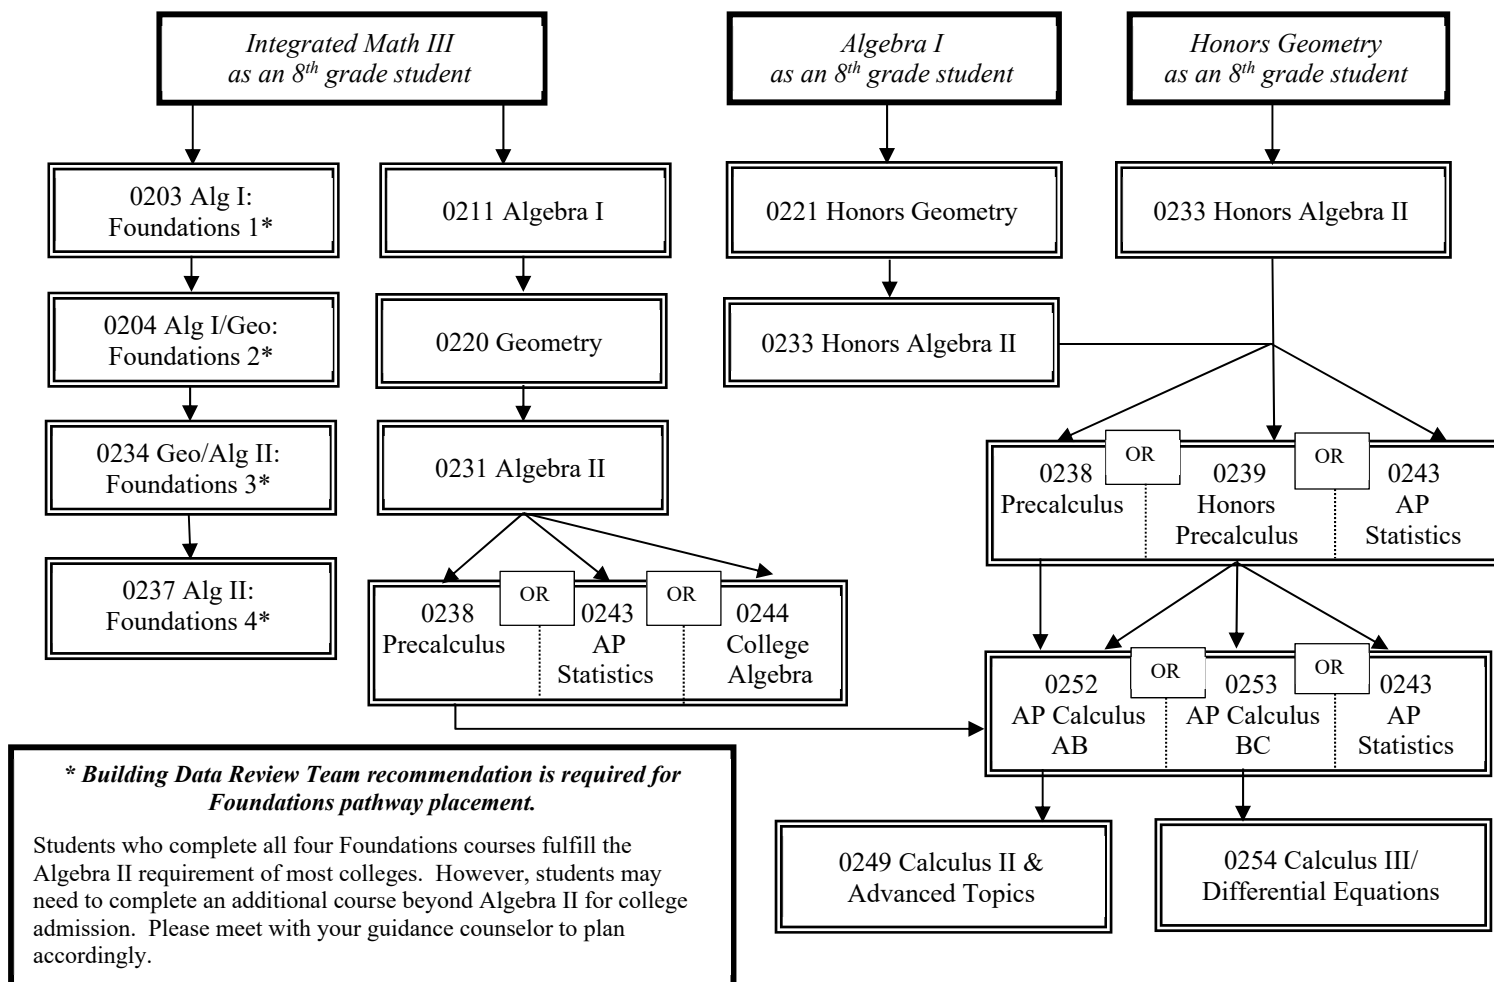 Integrated Math III
as an 8th grade student
Algebra I
as an 8th grade student
Honors Geometry
as an 8th grade student
0203 Alg I:
Foundations 1*
0211 Algebra I
0221 Honors Geometry
0233 Honors Algebra II
0204 Alg I/Geo:
Foundations 2*
0220 Geometry
0233 Honors Algebra II
0234 Geo/Alg II:
Foundations 3*
0231 Algebra II
0238
Precalculus
OR
0239
Honors
Precalculus
OR
0243
AP
Statistics
0237 Alg II:
Foundations 4*
0238
Precalculus
OR
0243
AP
Statistics
OR
0244
College
Algebra
0252
AP Calculus
AB
OR
0253
AP Calculus
BC
OR
0243
AP
Statistics
* Building Data Review Team recommendation is required for
Foundations pathway placement.
Students who complete all four Foundations courses fulfill the
Algebra II requirement of most colleges.  However, students may
need to complete an additional course beyond Algebra II for college
admission.  Please meet with your guidance counselor to plan
accordingly.
0249 Calculus II &
Advanced Topics
0254 Calculus III/
Differential Equations